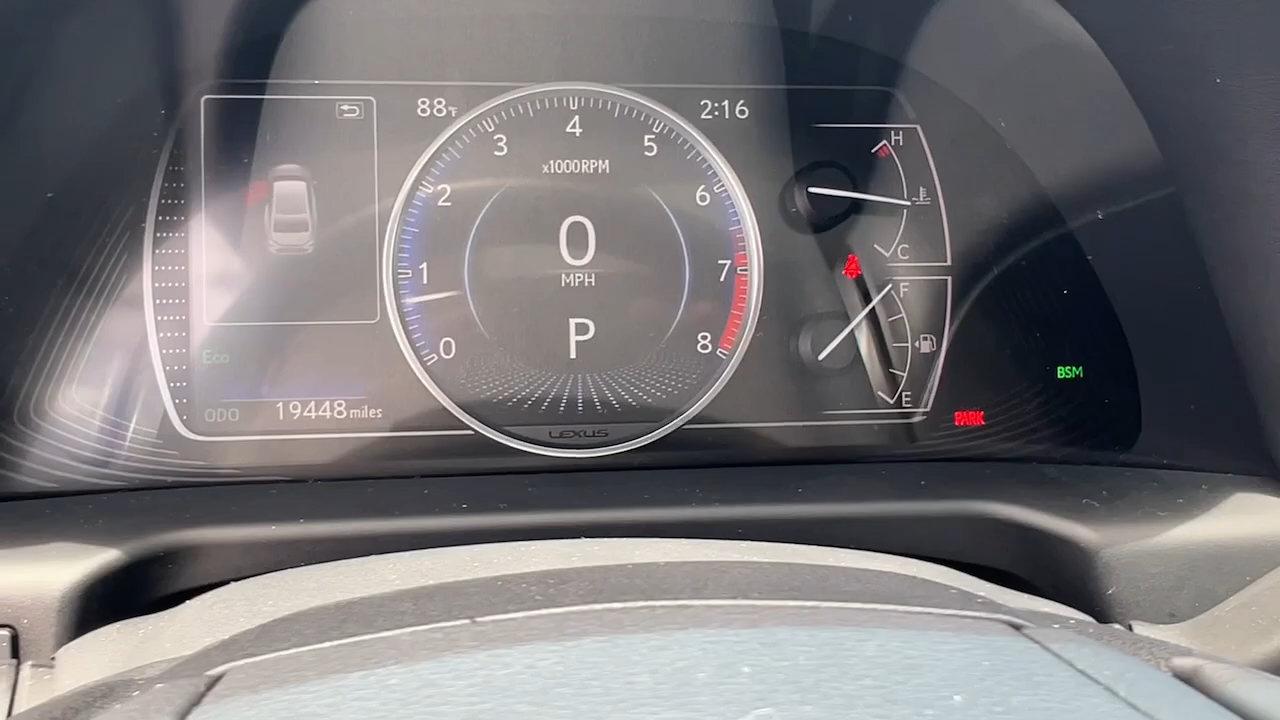 88°F
2:16
x1000RPM
0 1 2 3 4 5 6 7 8
0
MPH
P
Eco
ODO 19448 miles
LEXUS
H
C
F
E
BSM
PARK